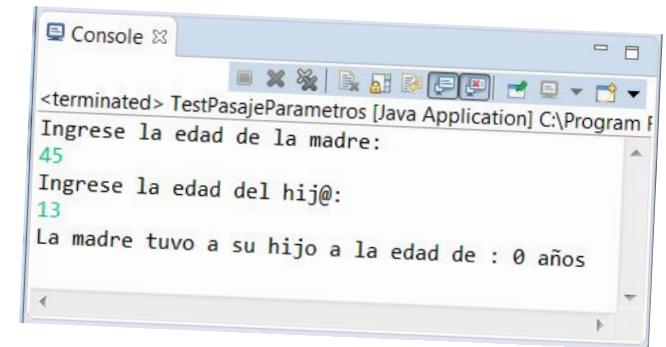 Console
<terminated> TestPasajeParametros [Java Application] C:\Program F
Ingrese la edad de la madre:
45
Ingrese la edad del hij@:
13
La madre tuvo a su hijo a la edad de : 0 años